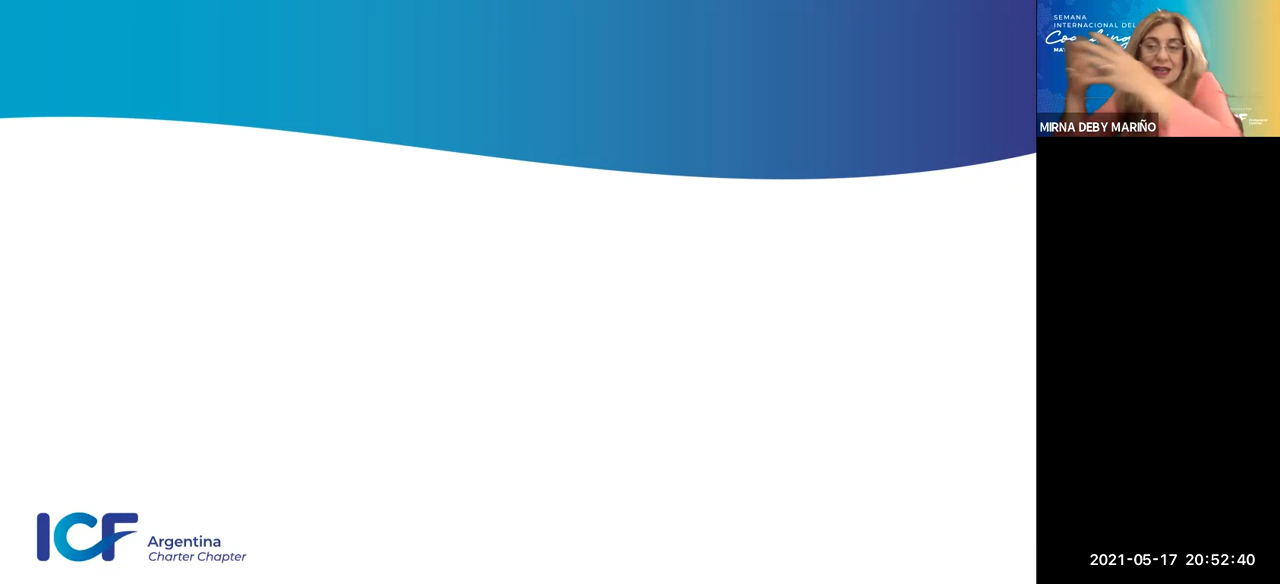 SEMANA
INTERNACIONAL DEL
MIRNA DEBY MARIÑO
ICF
Argentina
Charter Chapter
2021-05-17 20:52:40